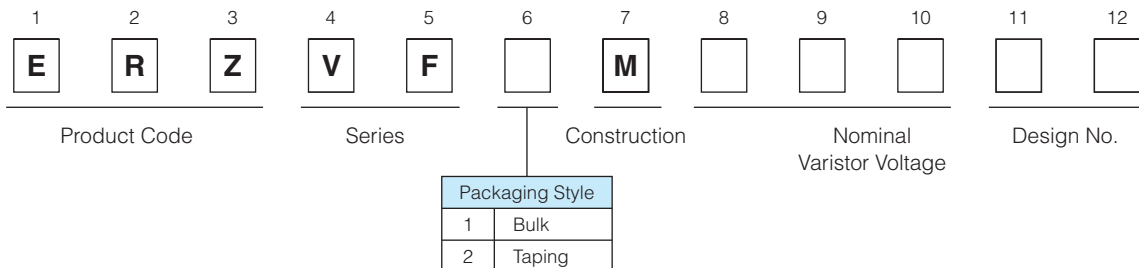 1 2 3 4 5 6 7 8 9 10 11 12
E R Z V F M
Product Code Series Construction Nominal Design No.
Varistor Voltage
Packaging Style
1 Bulk
2 Taping